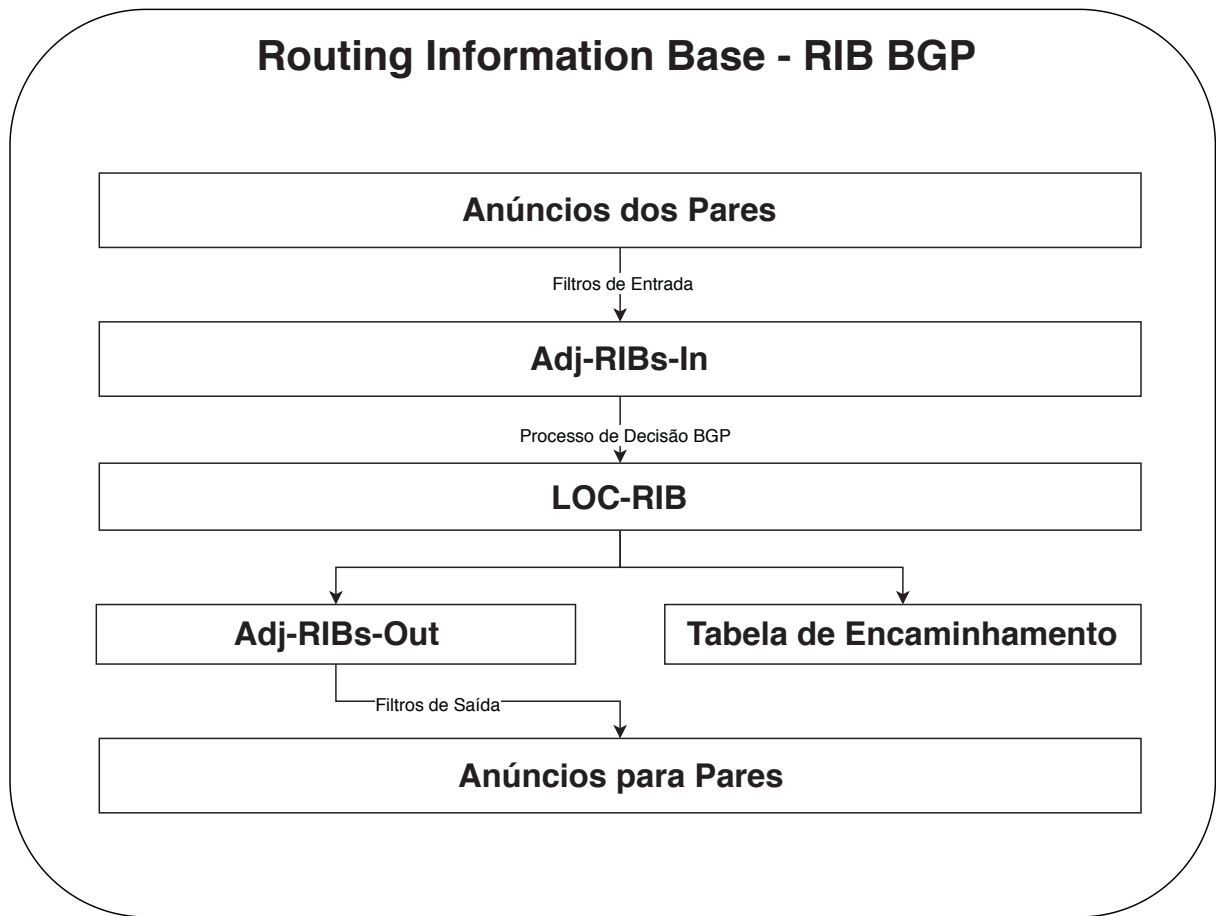 Routing Information Base - RIB BGP
Anúncios dos Pares
Filtros de Entrada
Adj-RIBs-In
Processo de Decisão BGP
LOC-RIB
Adj-RIBs-Out
Tabela de Encaminhamento
Filtros de Saída
Anúncios para Pares